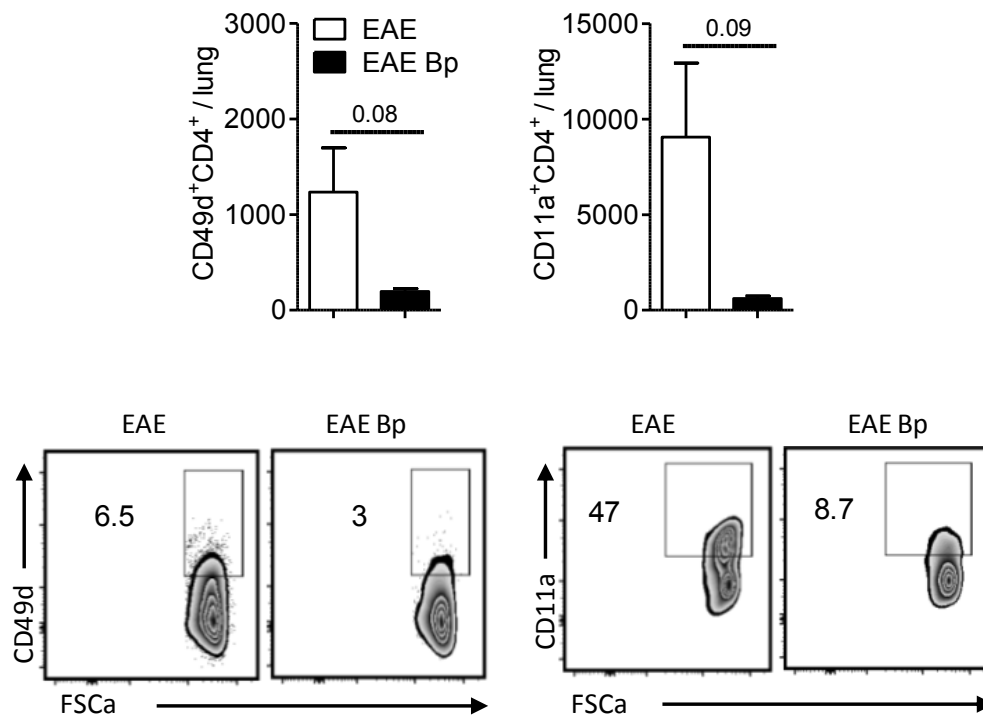 CD49d⁺CD4⁺ / lung
3000
2000
1000
0
EAE
EAE Bp
0.08
CD11a⁺CD4⁺ / lung
15000
10000
5000
0
0.09
EAE
EAE Bp
CD49d
6.5
3
FSCa
EAE
EAE Bp
CD11a
47
8.7
FSCa